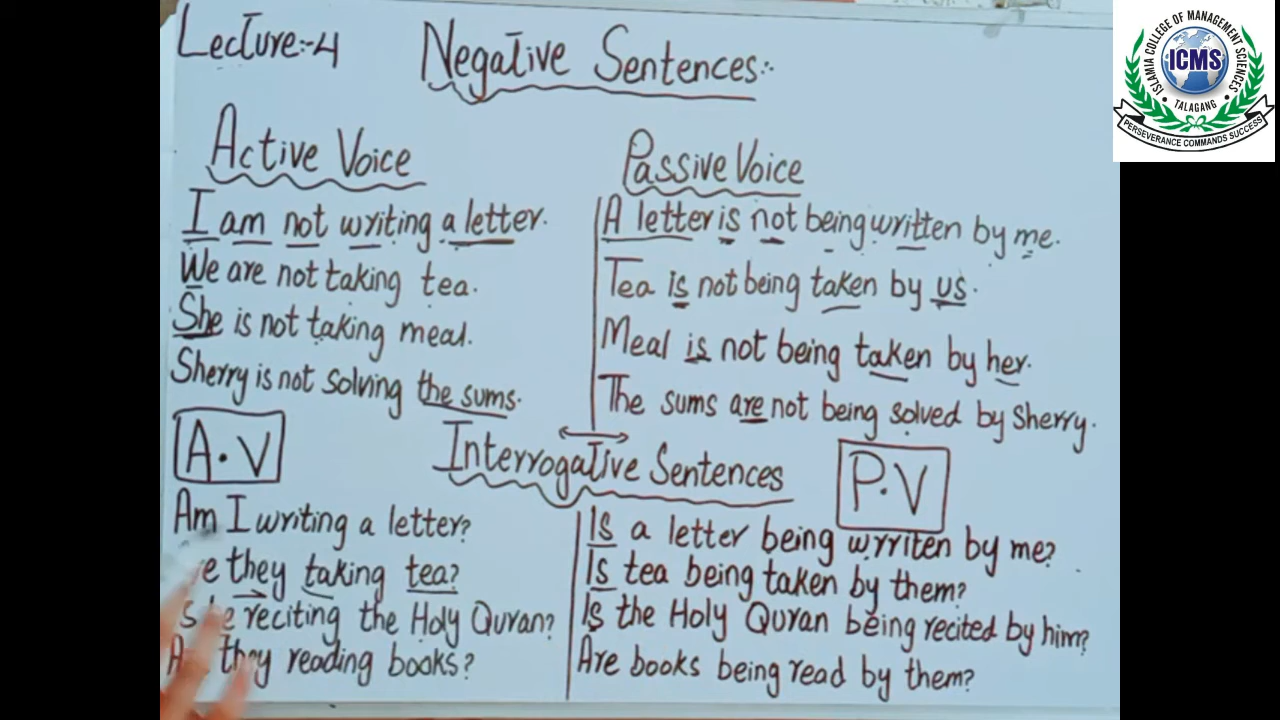 Lecture:-4
Negative Sentences:-
Active Voice
I am not writing a letter.
We are not taking tea.
She is not taking meal.
Sherry is not solving the sums.
Passive Voice
A letter is not being written by me.
Tea is not being taken by us.
Meal is not being taken by her.
The sums are not being solved by Sherry.
Interrogative Sentences
A.V
Am I writing a letter?
they taking tea?
reciting the Holy Quran?
they reading books?
P.V
Is a letter being wrriten by me?
Is tea being taken by them?
Is the Holy Quran being recited by him?
Are books being read by them?
ISLAMIA COLLEGE OF MANAGEMENT SCIENCES
ICMS
TALAGANG
PERSEVERANCE COMMANDS SUCCESS